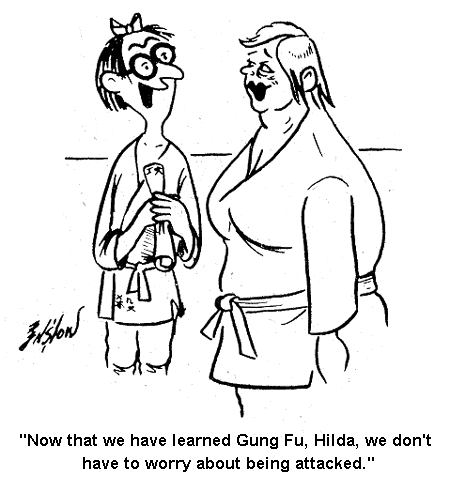 "Now that we have learned Gung Fu, Hilda, we don't
have to worry about being attacked."